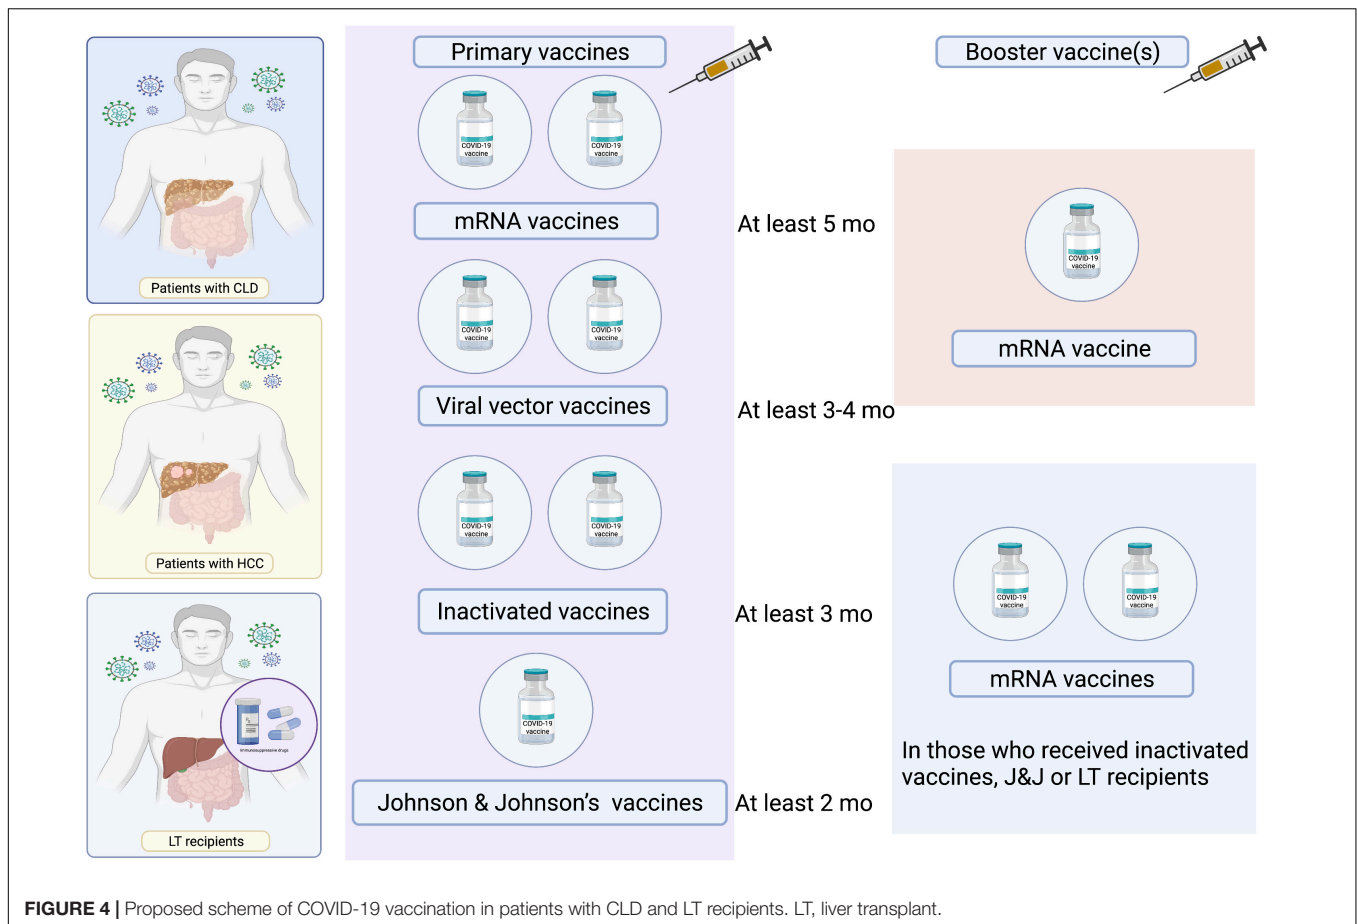 Primary vaccines
Booster vaccine(s)
COVID-19
vaccine
COVID-19
vaccine
mRNA vaccines
At least 5 mo
COVID-19
vaccine
mRNA vaccine
Patients with CLD
COVID-19
vaccine
COVID-19
vaccine
Viral vector vaccines
At least 3-4 mo
Patients with HCC
COVID-19
vaccine
COVID-19
vaccine
Inactivated vaccines
At least 3 mo
COVID-19
vaccine
COVID-19
vaccine
mRNA vaccines
In those who received inactivated
vaccines, J&J or LT recipients
Immunosuppressive drugs
LT recipients
COVID-19
vaccine
Johnson & Johnson's  vaccines
At least 2 mo
FIGURE 4 | Proposed scheme of COVID-19 vaccination in patients with CLD and LT recipients. LT, liver transplant.